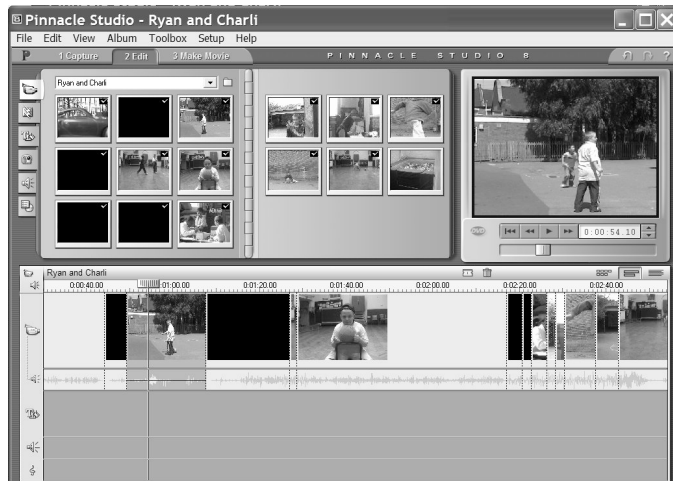 Pinnacle Studio - Ryan and Charli
File Edit View Album Toolbox Setup Help
1 Capture 2 Edit 3 Make Movie PINNACLE STUDIO 8 ?
Ryan and Charli
0:00:54.10
Ryan and Charli
0:00:40.00 0:01:00.00 0:01:20.00 0:01:40.00 0:02:00.00 0:02:20.00 0:02:40.00